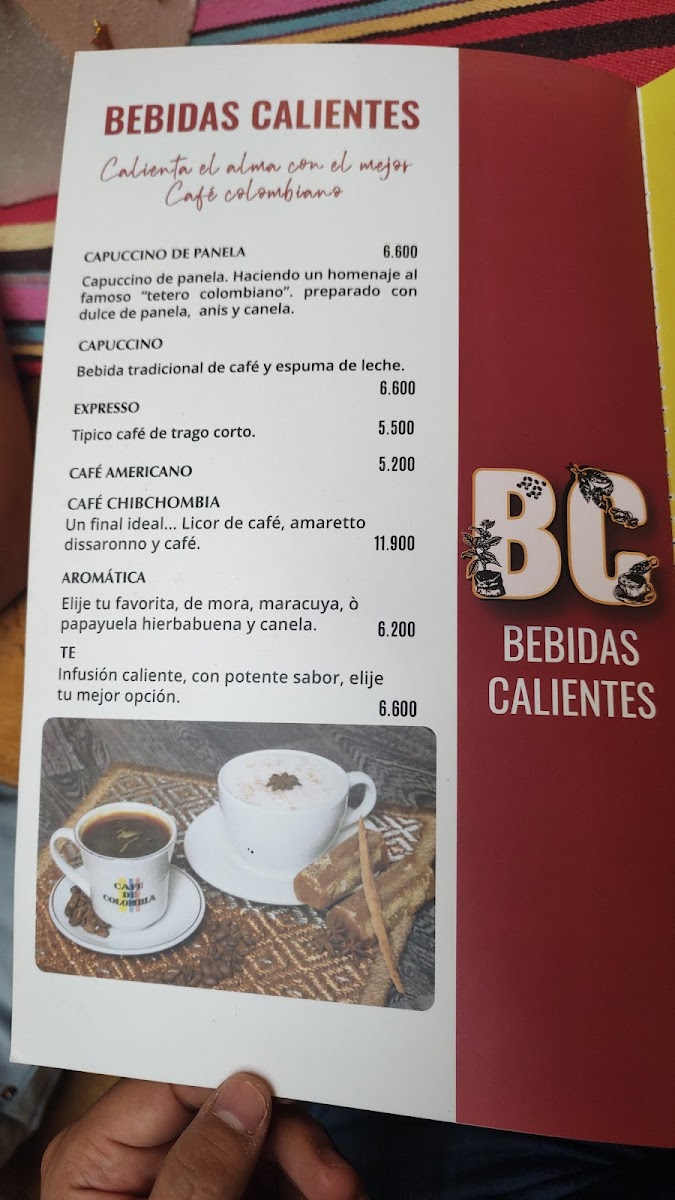 BEBIDAS CALIENTES
Calienta el alma con el mejor
Café colombiano
CAPUCCINO DE PANELA 6.600
Capuccino de panela. Haciendo un homenaje al
famoso "tetero colombiano". preparado con
dulce de panela, anis y canela.
CAPUCCINO
Bebida tradicional de café y espuma de leche.
6.600
EXPRESSO
Tipico café de trago corto. 5.500
CAFÉ AMERICANO 5.200
CAFÉ CHIBCHOMBIA
Un final ideal... Licor de café, amaretto
dissaronno y café. 11.900
AROMÁTICA
Elije tu favorita, de mora, maracuya, ò
papayuela hierbabuena y canela. 6.200
TE
Infusión caliente, con potente sabor, elije
tu mejor opción. 6.600
CAFE
DE
COLOMBIA
BC
BEBIDAS
CALIENTES